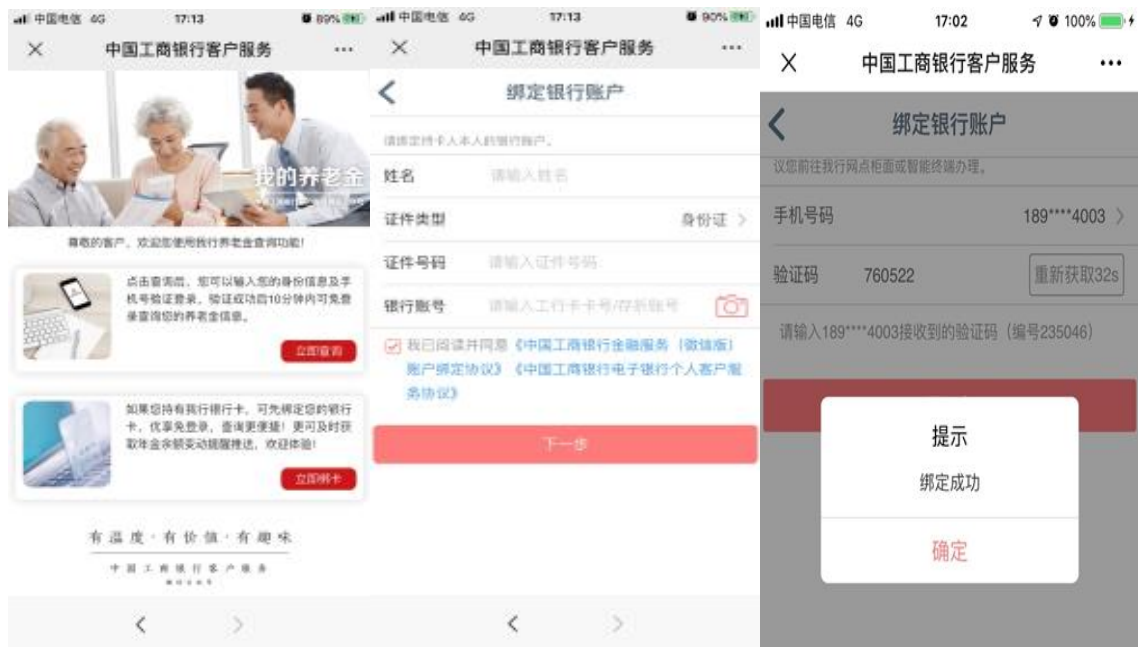 中国电信 4G 17:13 89%
中国工商银行客户服务
我的养老金
尊敬的客户，欢迎您使用我行养老金查询功能！
点击查询后，您可以输入您的身份信息及手
机号验证登录，验证成功后10分钟内可免登
录查询您的养老金信息。
立即查询
如果您持有我行银行卡，可先绑定您的银行
卡，优享免登录，查询更便捷！更可及时获
取年金余额变动提醒推送，欢迎体验！
立即绑卡
有温度·有价值·有趣味
中国工商银行客户服务
中国电信 4G 17:13 90%
中国工商银行客户服务
绑定银行账户
请绑定持卡人本人的银行账户。
姓名 请输入姓名
证件类型 身份证
证件号码 请输入证件号码
银行账号 请输入工行卡卡号/存折账号
我已阅读并同意《中国工商银行金融服务（微信版）
账户绑定协议》《中国工商银行电子银行个人客户服
务协议》
下一步
中国电信 4G 17:02 100%
中国工商银行客户服务
绑定银行账户
议您前往我行网点柜面或智能终端办理。
手机号码 189****4003
验证码 760522 重新获取32s
请输入189****4003接收到的验证码（编号235046）
提示
绑定成功
确定